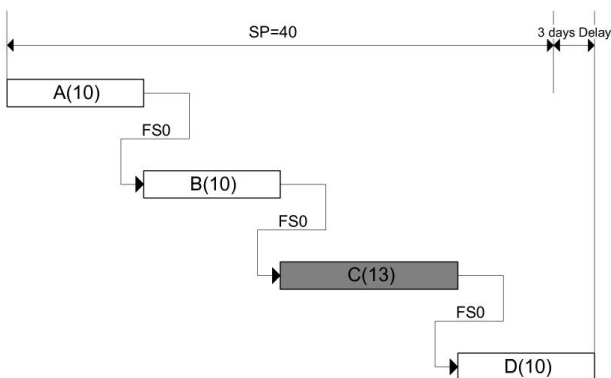 SP=40
3 days Delay
A(10)
FS0
B(10)
FS0
C(13)
FS0
D(10)